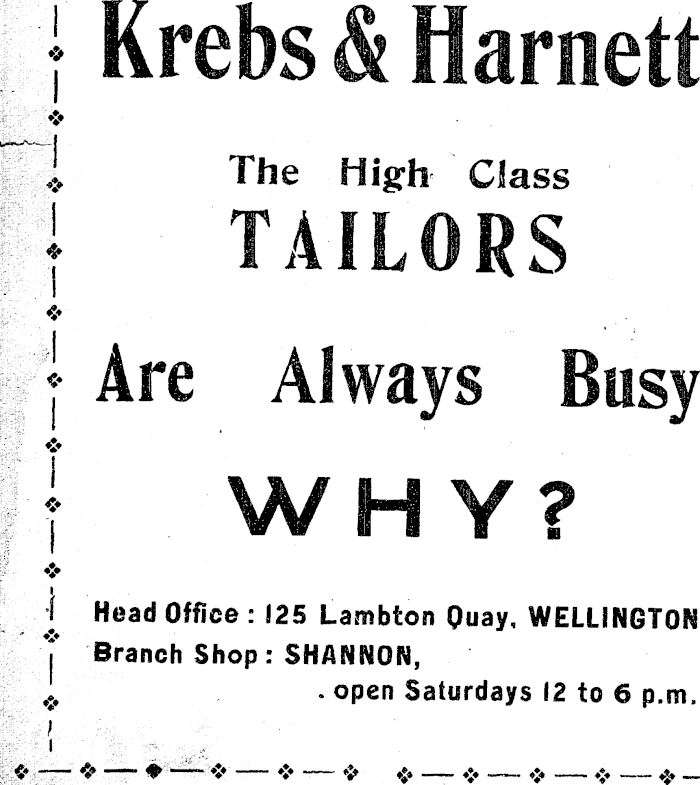 Krebs & Harnett
The High Class
TAILORS
Are Always Busy
WHY?
Head Office : 125 Lambton Quay, WELLINGTON
Branch Shop : SHANNON,
. open Saturdays 12 to 6 p.m.